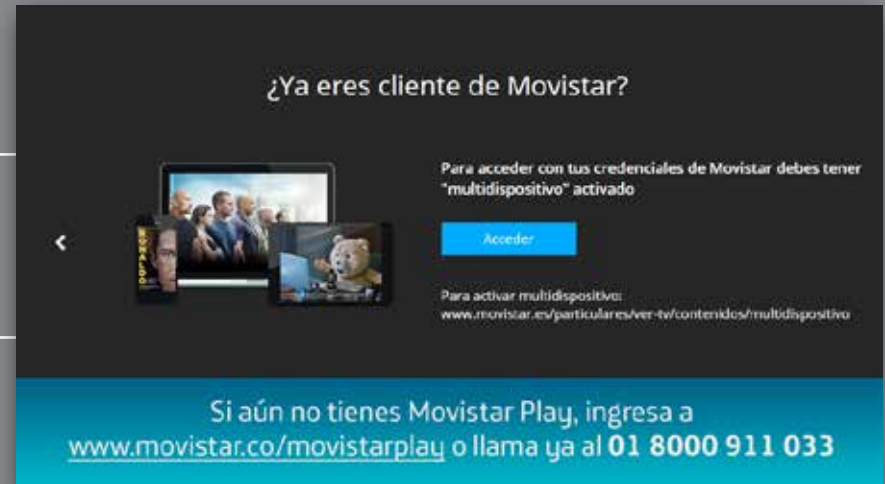 ¿Ya eres cliente de Movistar?
Para acceder con tus credenciales de Movistar debes tener
"multidispositivo" activado
Acceder
RONALDO
Para activar multidispositivo:
www.movistar.es/particulares/ver-tv/contenidos/multidispositivo
Si aún no tienes Movistar Play, ingresa a
www.movistar.co/movistarplay o llama ya al 01 8000 911 033